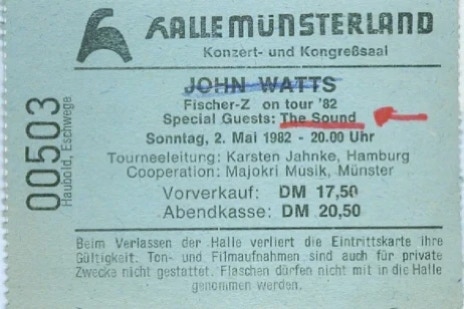 HALLE MÜNSTERLAND
Konzert- und Kongreßsaal
JOHN WATTS
Fischer-Z on tour '82
Special Guests: The Sound
Sonntag, 2. Mai 1982 - 20.00 Uhr
Tourneeleitung: Karsten Jahnke, Hamburg
Cooperation: Majokri Musik, Münster
Vorverkauf: DM 17,50
Abendkasse: DM 20,50
Beim Verlassen der Halle verliert die Eintrittskarte ihre
Gültigkeit. Ton- und Filmaufnahmen sind auch für private
Zwecke nicht gestattet. Flaschen dürfen nicht mit in die Halle
genommen werden.
00503
Haubold, Eschwege